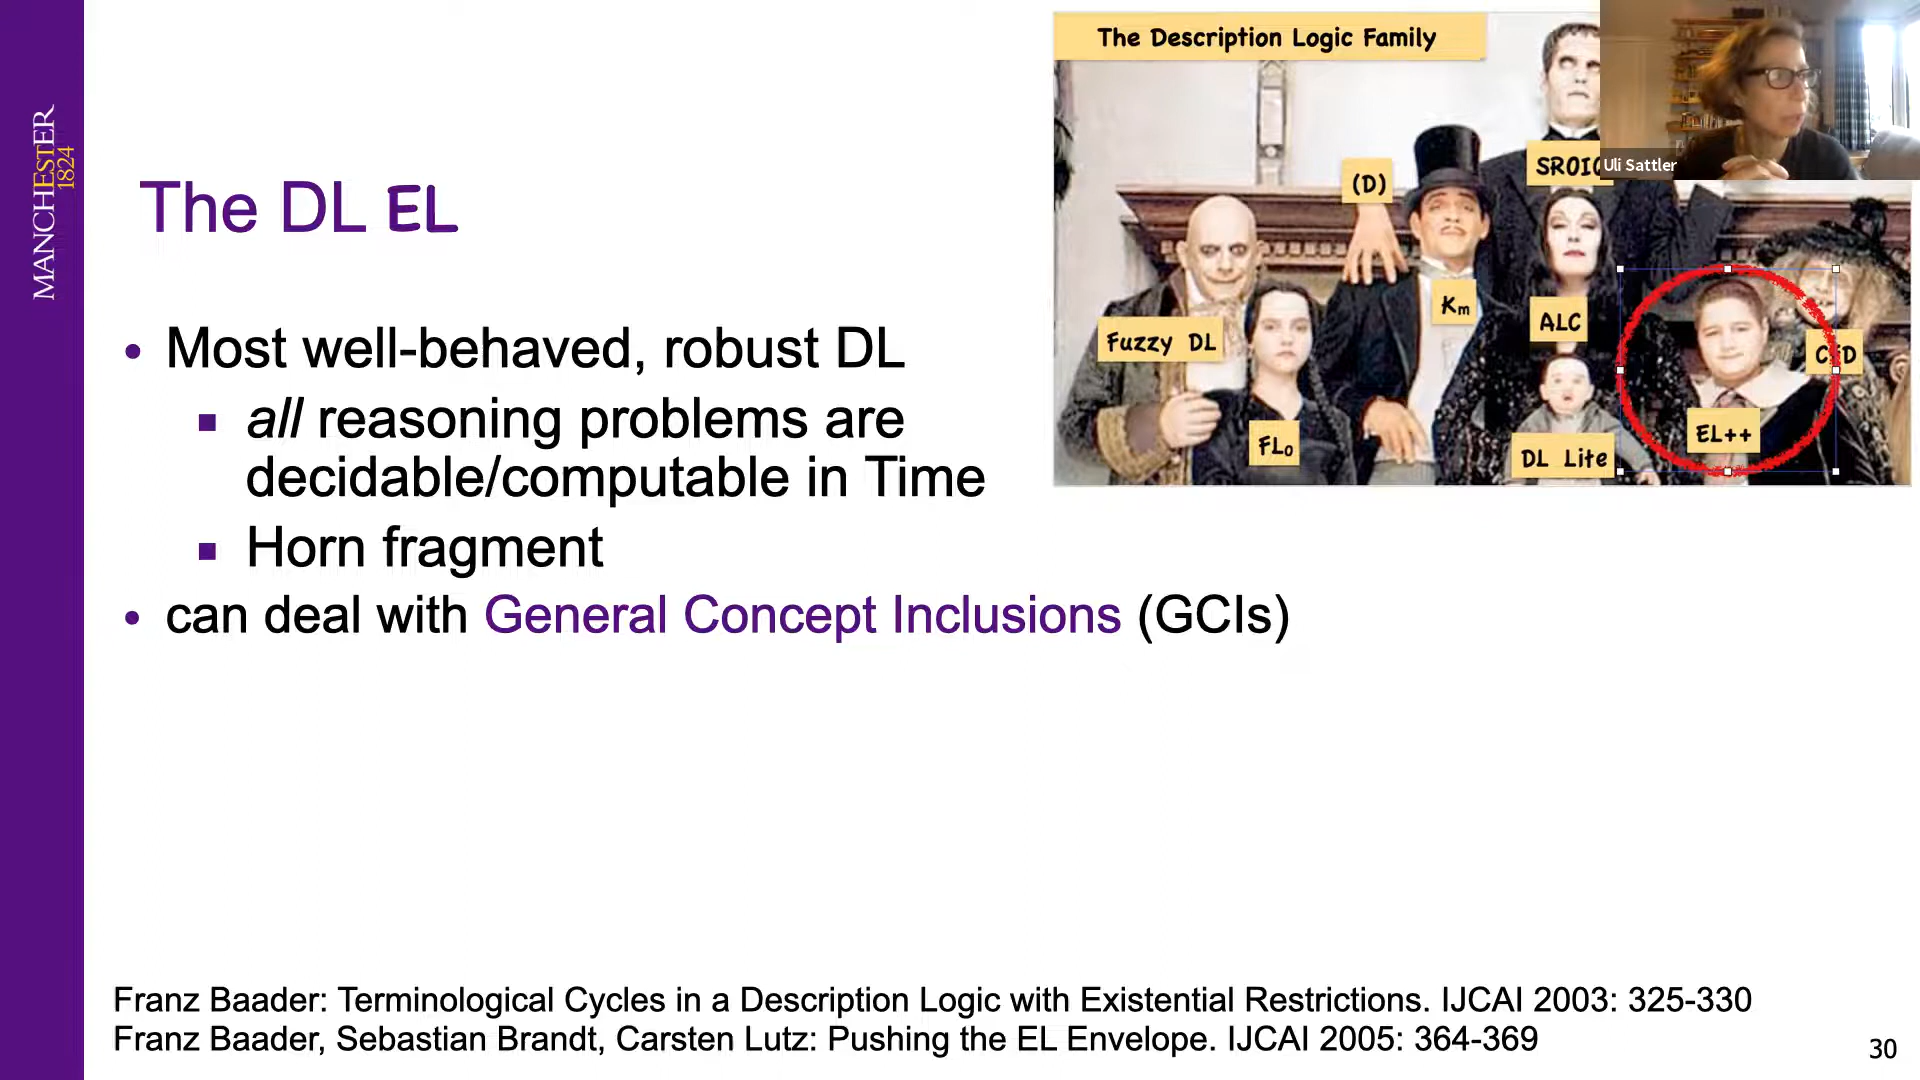 MANCHESTER
1824
The Description Logic Family
Uli Sattler
(D)
Km
ALC
Fuzzy DL
FL₀
DL Lite
EL++
The DL EL
• Most well-behaved, robust DL
▪ all reasoning problems are
decidable/computable in Time
▪ Horn fragment
• can deal with General Concept Inclusions (GCIs)
Franz Baader: Terminological Cycles in a Description Logic with Existential Restrictions. IJCAI 2003: 325-330
Franz Baader, Sebastian Brandt, Carsten Lutz: Pushing the EL Envelope. IJCAI 2005: 364-369
30